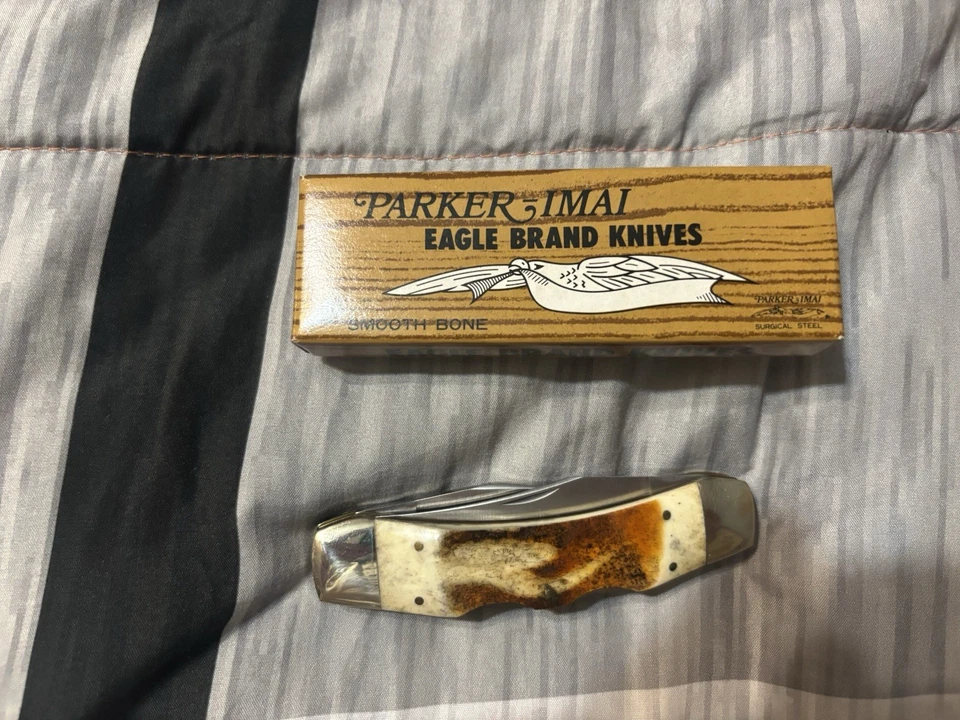 PARKER-IMAI
EAGLE BRAND KNIVES
SMOOTH BONE
PARKER-IMAI
SURGICAL STEEL